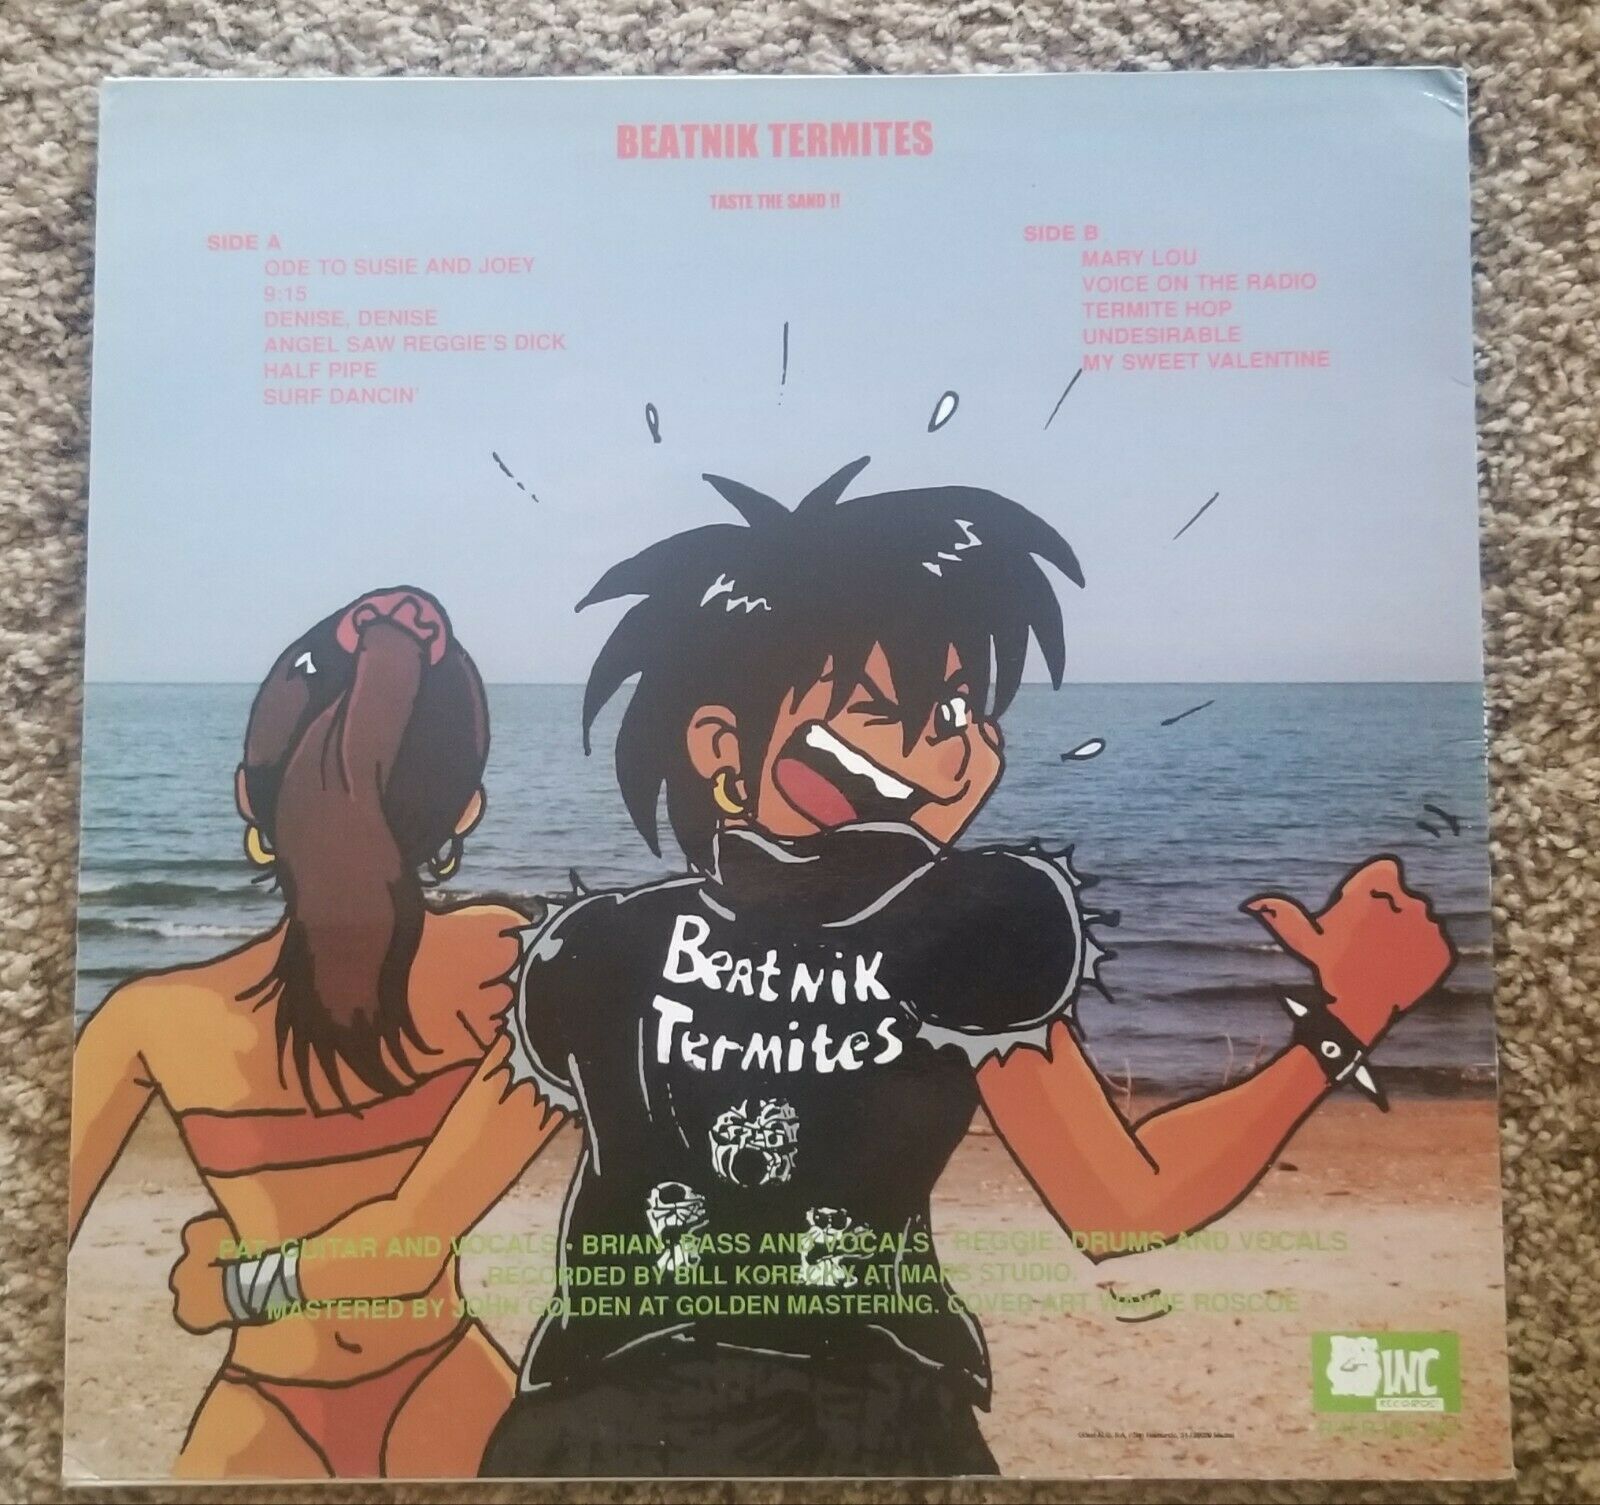 BEATNIK TERMITES
TASTE THE SAND !!
SIDE A
ODE TO SUSIE AND JOEY
9:15
DENISE, DENISE
ANGEL SAW REGGIE'S DICK
HALF PIPE
SURF DANCIN'
SIDE B
MARY LOU
VOICE ON THE RADIO
TERMITE HOP
UNDESIRABLE
MY SWEET VALENTINE
BEATNIK
TERMITES
PAT: GUITAR AND VOCALS • BRIAN: BASS AND VOCALS REGGIE: DRUMS AND VOCALS
RECORDED BY BILL KORECKY AT MARS STUDIO.
MASTERED BY JOHN GOLDEN AT GOLDEN MASTERING. COVER ART WAYNE ROSCOE
INC
RECORDS